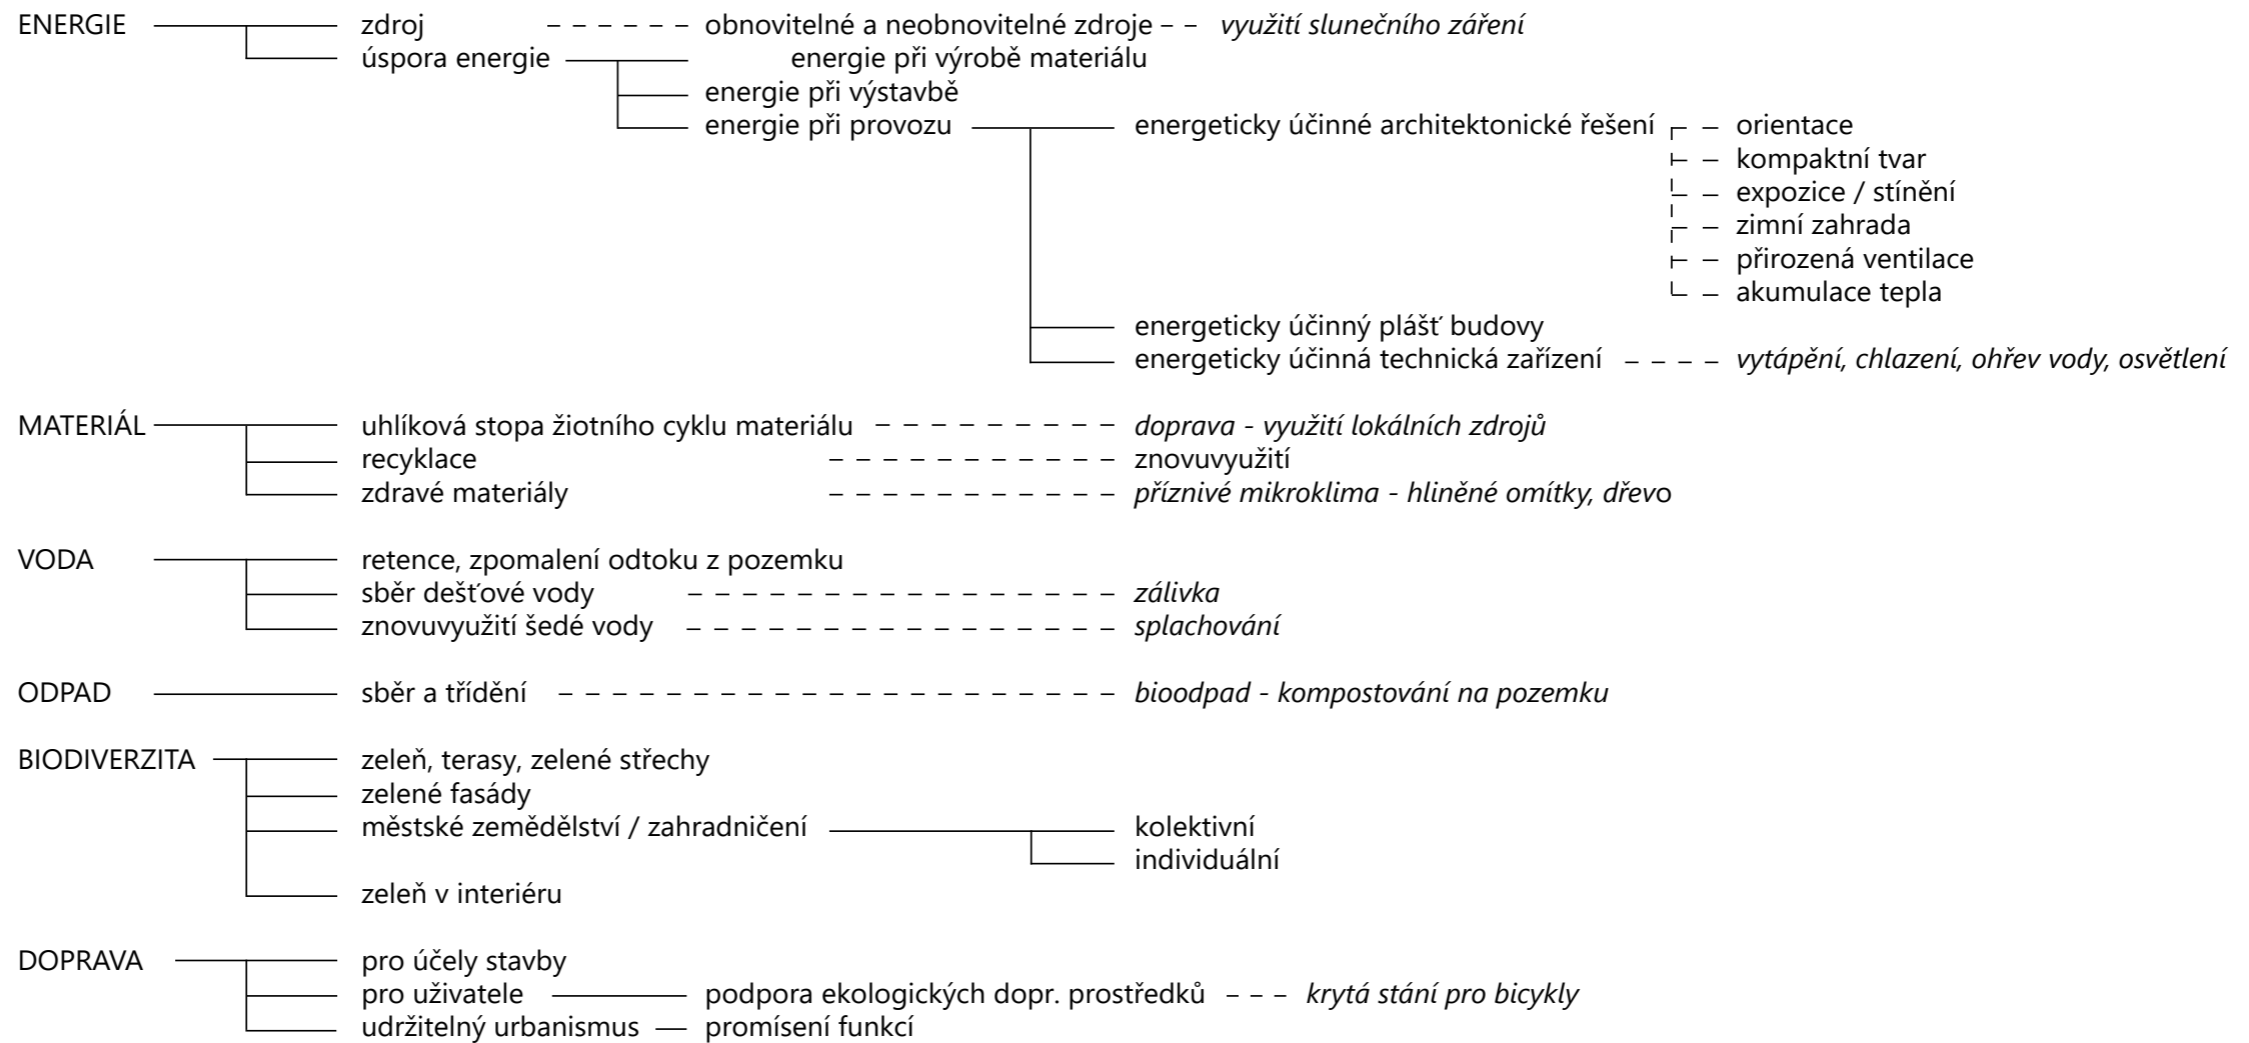 ENERGIE zdroj obnovitelné a neobnovitelné zdroje využití slunečního záření
úspora energie energie při výrobě materiálu
energie při výstavbě
energie při provozu energeticky účinné architektonické řešení orientace
kompaktní tvar
expozice / stínění
zimní zahrada
přirozená ventilace
akumulace tepla
energeticky účinný plášť budovy
energeticky účinná technická zařízení vytápění, chlazení, ohřev vody, osvětlení
MATERIÁL uhlíková stopa žiotního cyklu materiálu doprava - využití lokálních zdrojů
recyklace znovuvyužití
zdravé materiály příznivé mikroklima - hliněné omítky, dřevo
VODA retence, zpomalení odtoku z pozemku
sběr dešťové vody zálivka
znovuvyužití šedé vody splachování
ODPAD sběr a třídění bioodpad - kompostování na pozemku
BIODIVERZITA zeleň, terasy, zelené střechy
zelené fasády
městské zemědělství / zahradničení kolektivní
individuální
zeleň v interiéru
DOPRAVA pro účely stavby
pro uživatele podpora ekologických dopr. prostředků krytá stání pro bicykly
udržitelný urbanismus promísení funkcí